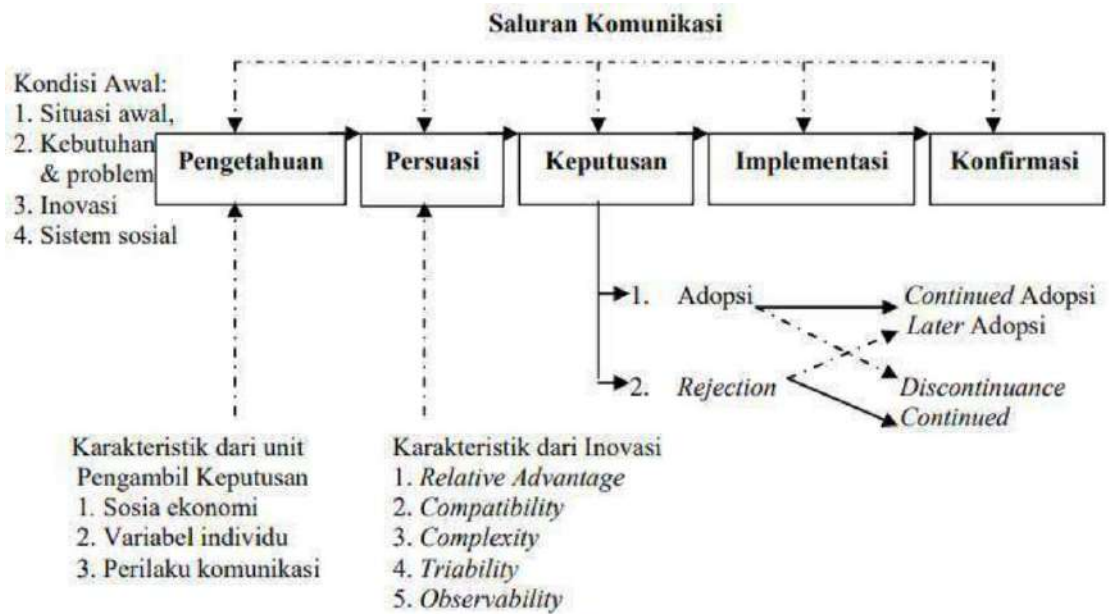 Saluran Komunikasi
Kondisi Awal:
1. Situasi awal,
2. Kebutuhan
& problem
3. Inovasi
4. Sistem sosial
Pengetahuan
Persuasi
Keputusan
Implementasi
Konfirmasi
1. Adopsi
2. Rejection
Continued Adopsi
Later Adopsi
Discontinuance
Continued
Karakteristik dari unit
Pengambil Keputusan
1. Sosia ekonomi
2. Variabel individu
3. Perilaku komunikasi
Karakteristik dari Inovasi
1. Relative Advantage
2. Compatibility
3. Complexity
4. Triability
5. Observability